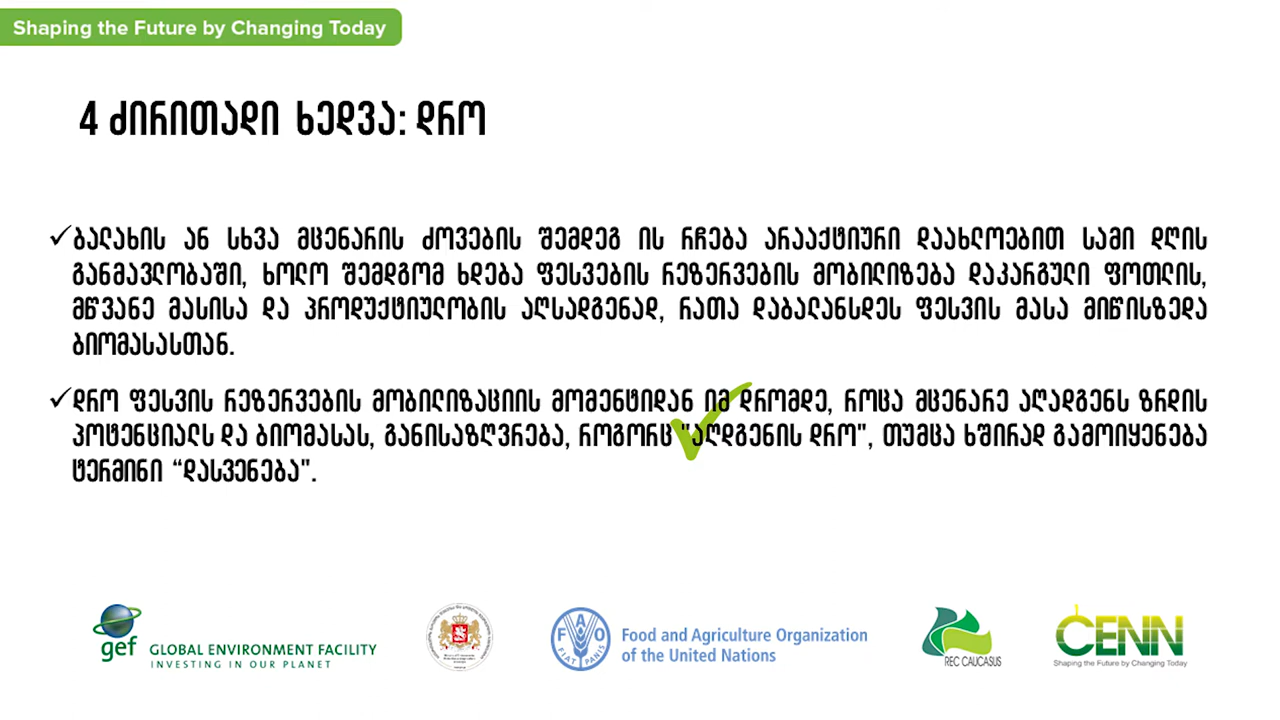 Shaping the Future by Changing Today
4 ძირითადი ხედვა: დრო
✓ბალახის ან სხვა მცენარის ძოვების შემდეგ ის რჩება არააქტიური დაახლოებით სამი დღის
განმავლობაში, ხოლო შემდგომ ხდება ფესვების რეზერვების მობილიზება დაკარგული ფოთლის,
მწვანე მასისა და პროდუქტიულობის აღსადგენად, რათა დაბალანსდეს ფესვის მასა მიწისზედა
ბიომასასთან.
✓დრო ფესვის რეზერვების მობილიზაციის მომენტიდან იმ დრომდე, როცა მცენარე აღადგენს ზრდის
პოტენციალს და ბიომასას, განისაზღვრება, როგორც "აღდგენის დრო", თუმცა ხშირად გამოიყენება
ტერმინი “დასვენება".
gef GLOBAL ENVIRONMENT FACILITY
INVESTING IN OUR PLANET
FAO
FIAT PANIS
Food and Agriculture Organization
of the United Nations
REC CAUCASUS
CENN
Shaping the Future by Changing Today